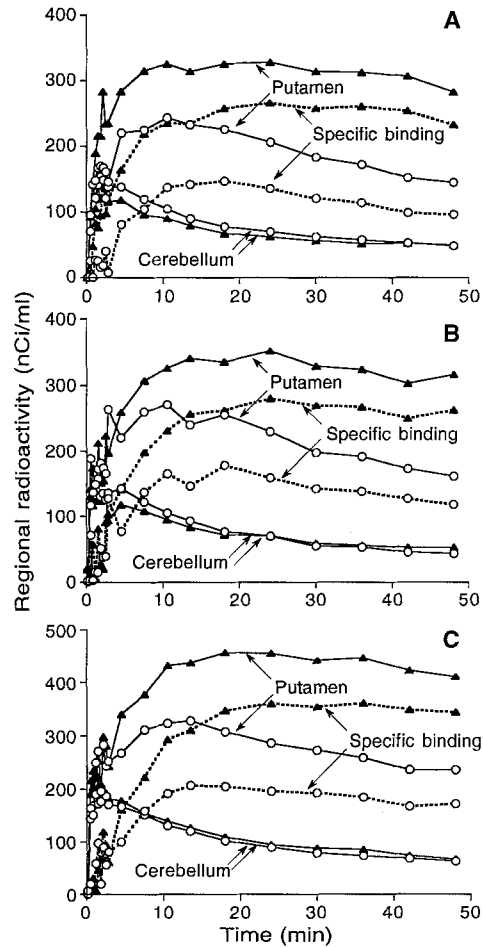 Regional radioactivity (nCi/ml)
A
400
300
200
100
0
Putamen
Specific binding
Cerebellum
0 10 20 30 40 50
B
400
300
200
100
0
Putamen
Specific binding
Cerebellum
0 10 20 30 40 50
C
500
400
300
200
100
0
Putamen
Specific binding
Cerebellum
0 10 20 30 40 50
Time (min)